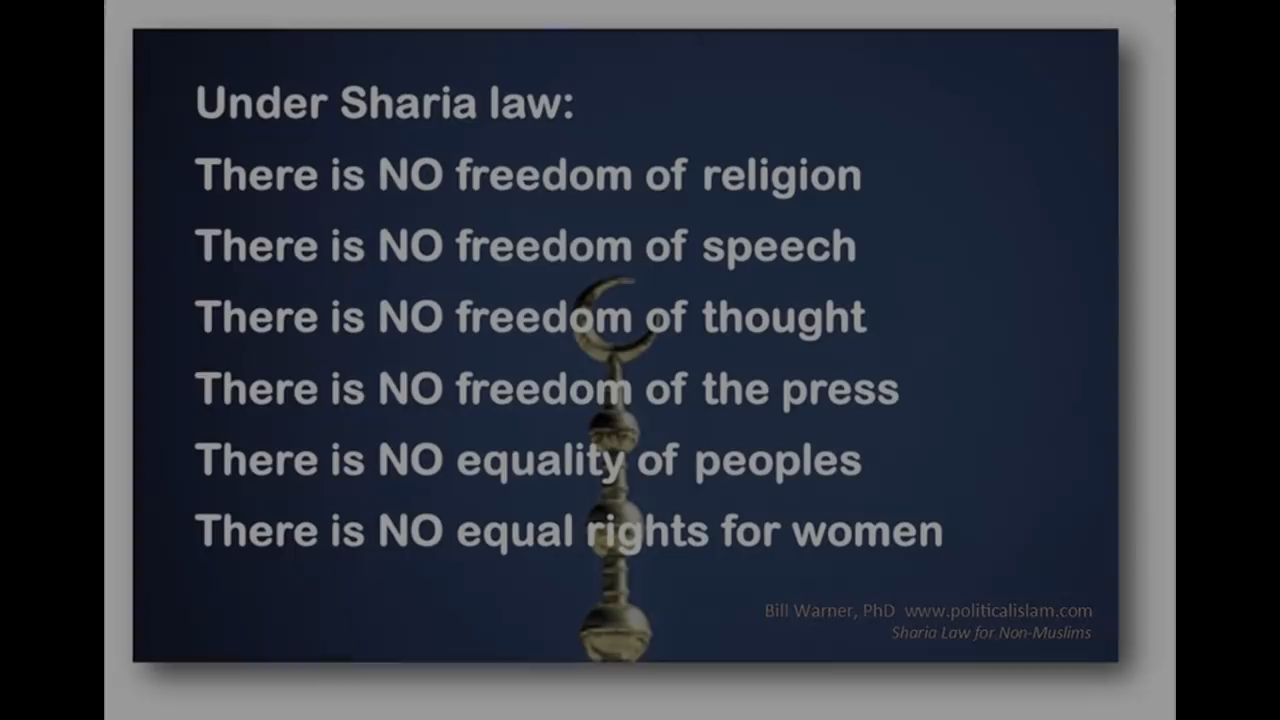 Under Sharia law:
There is NO freedom of religion
There is NO freedom of speech
There is NO freedom of thought
There is NO freedom of the press
There is NO equality of peoples
There is NO equal rights for women
Bill Warner, PhD www.politicalislam.com
Sharia Law for Non-Muslims